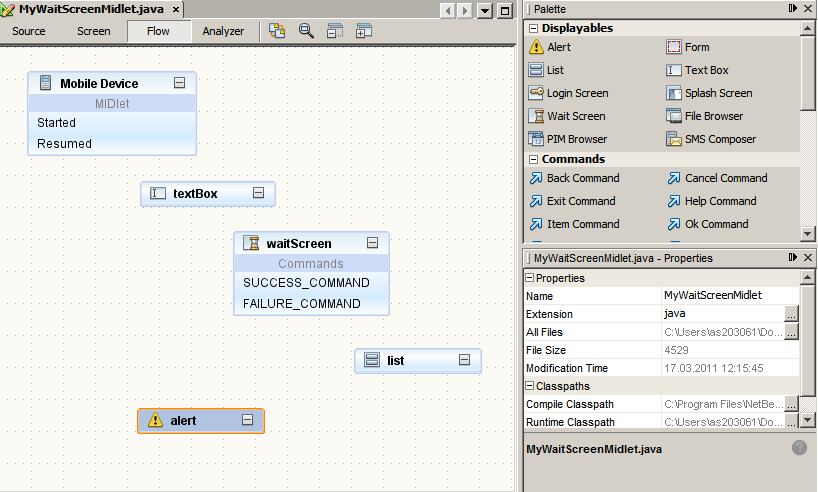 MyWaitScreenMidlet.java
Source Screen Flow Analyzer
Mobile Device
MIDlet
Started
Resumed
textBox
waitScreen
Commands
SUCCESS_COMMAND
FAILURE_COMMAND
list
alert
Palette
Displayables
Alert Form
List Text Box
Login Screen Splash Screen
Wait Screen File Browser
PIM Browser SMS Composer
Commands
Back Command Cancel Command
Exit Command Help Command
Item Command Ok Command
MyWaitScreenMidlet.java - Properties
Properties
Name MyWaitScreenMidlet
Extension java ...
All Files C:\Users\as203061\Do... ...
File Size 4529
Modification Time 17.03.2011 12:15:45
Classpaths
Compile Classpath C:\Program Files\NetBe... ...
Runtime Classpath C:\Users\as203061\Do... ...
MyWaitScreenMidlet.java